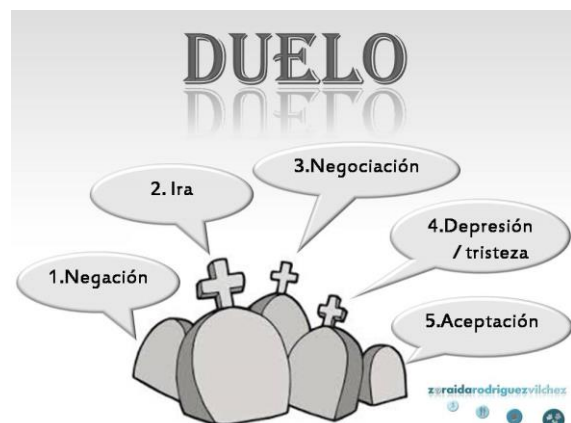 DUELO
1.Negación
2. Ira
3.Negociación
4.Depresión
/ tristeza
5.Aceptación
zoraidarodriguezvilchez